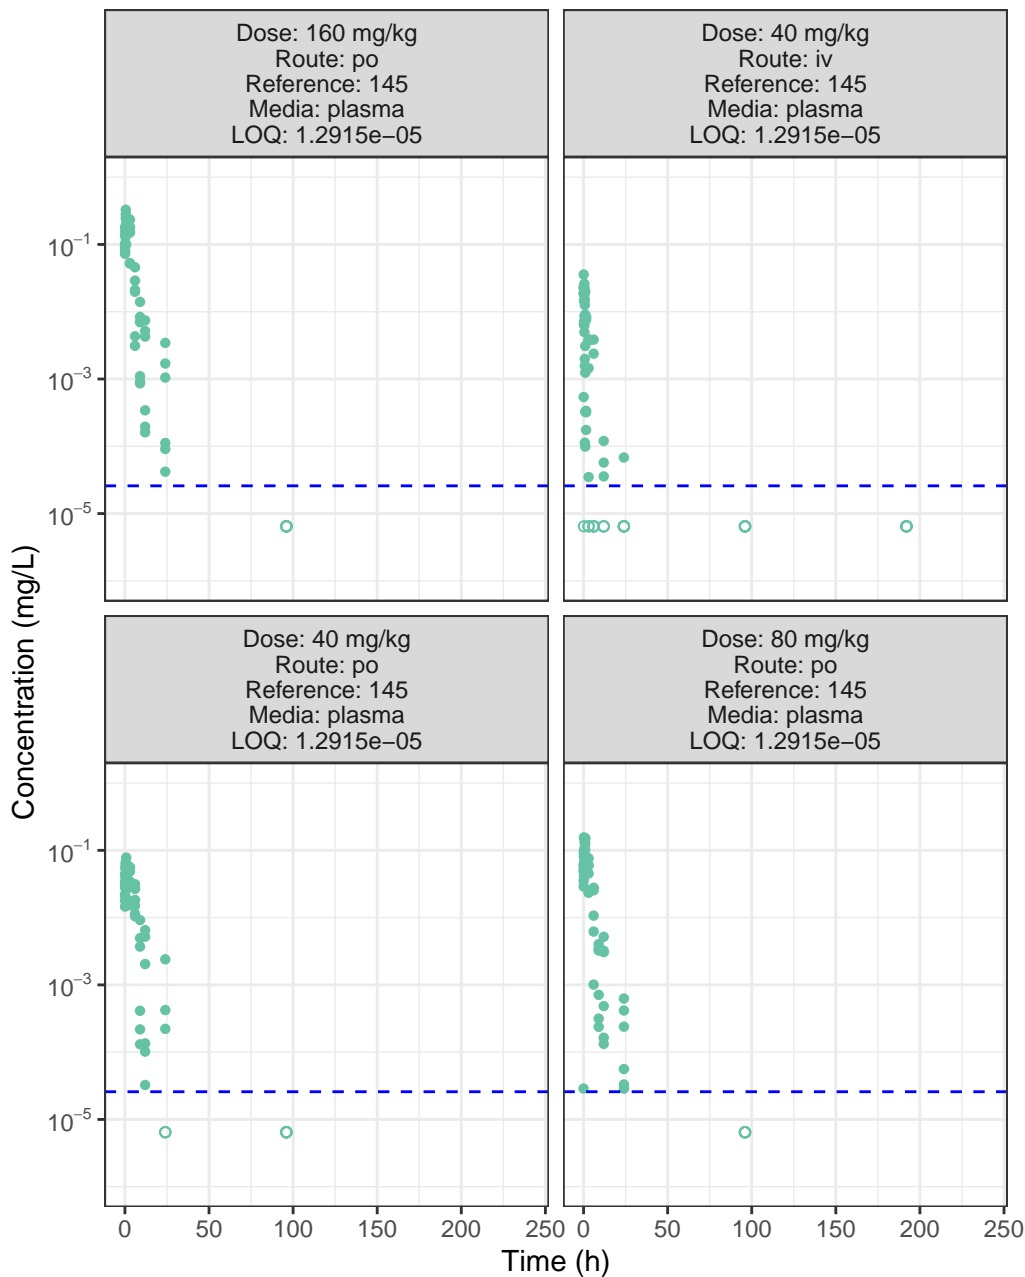 Dose: 160 mg/kg
Route: po
Reference: 145
Media: plasma
LOQ: 1.2915e−05
Dose: 40 mg/kg
Route: iv
Reference: 145
Media: plasma
LOQ: 1.2915e−05
10⁻¹
10⁻³
10⁻⁵
Dose: 40 mg/kg
Route: po
Reference: 145
Media: plasma
LOQ: 1.2915e−05
Dose: 80 mg/kg
Route: po
Reference: 145
Media: plasma
LOQ: 1.2915e−05
10⁻¹
10⁻³
10⁻⁵
0 50 100 150 200 250
0 50 100 150 200 250
Time (h)
Concentration (mg/L)